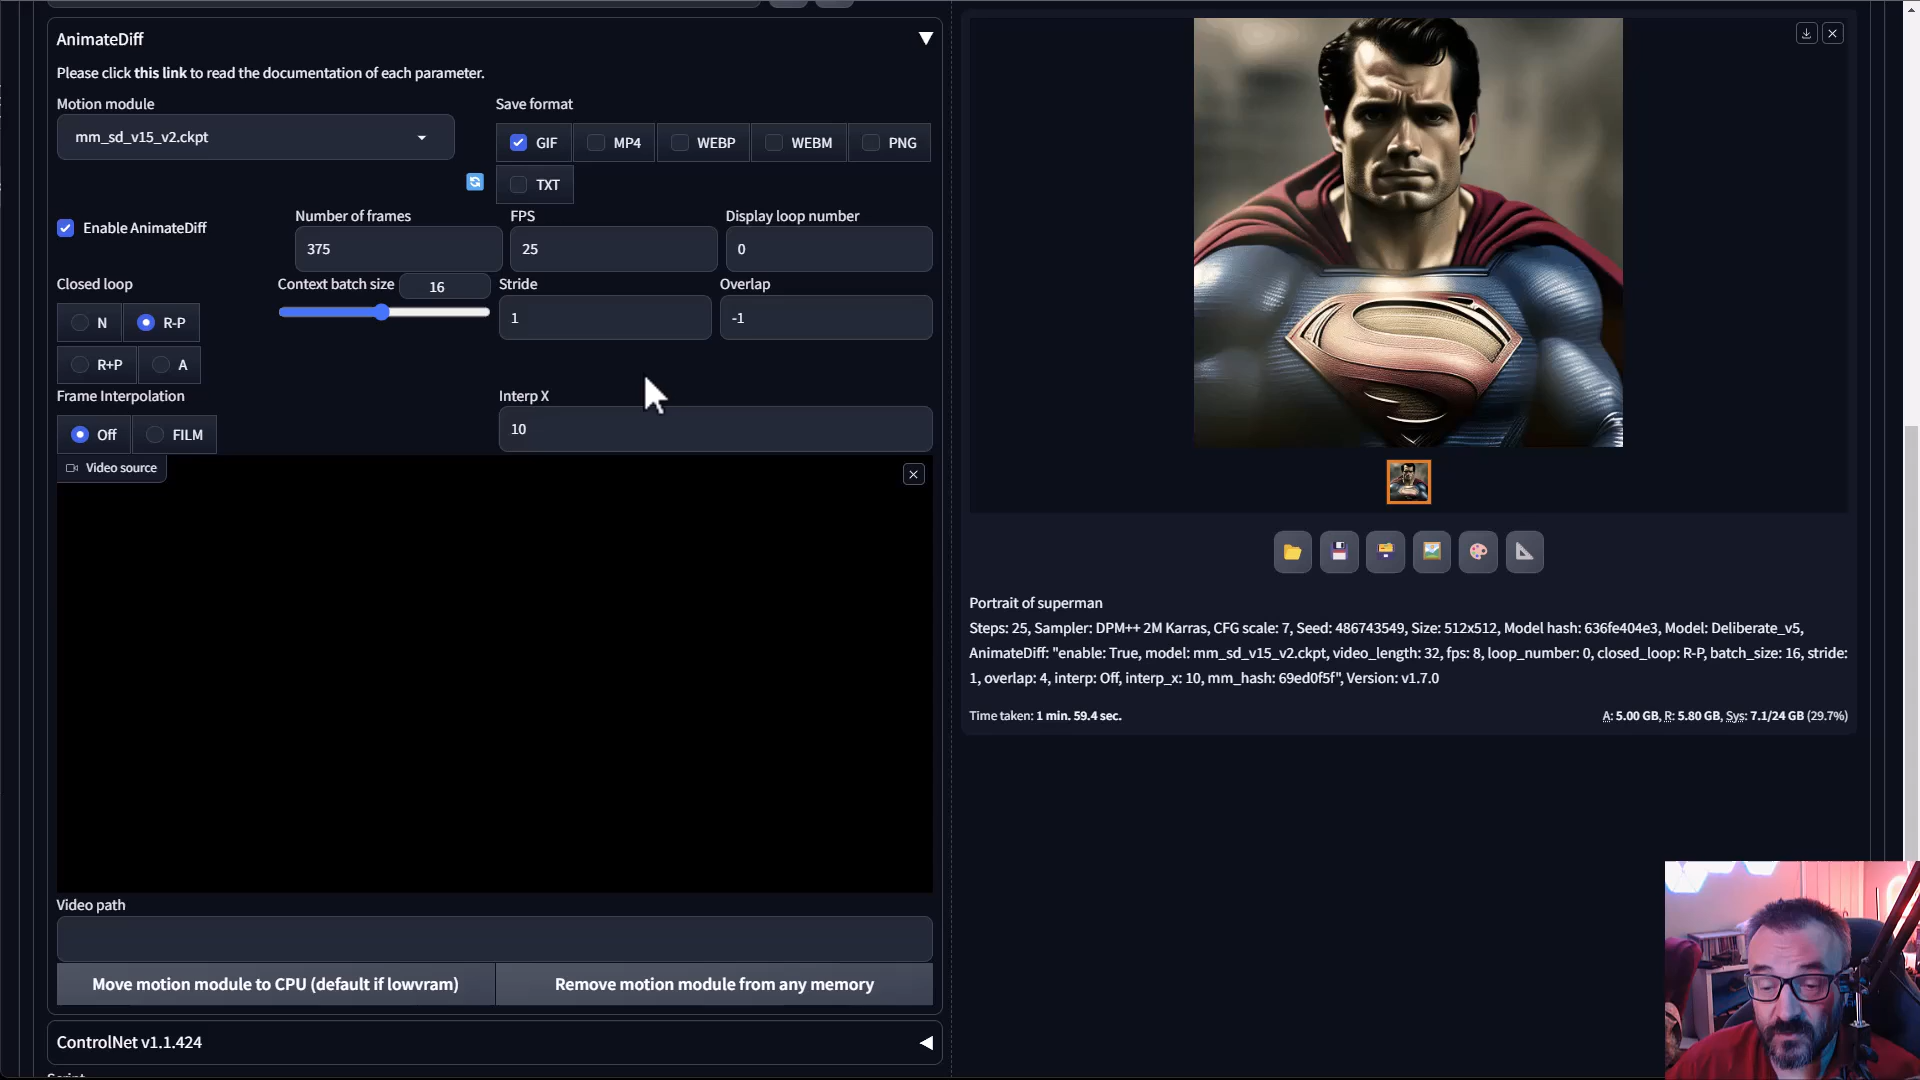 AnimateDiff
Please click this link to read the documentation of each parameter.
Motion module
mm_sd_v15_v2.ckpt
Save format
GIF
MP4
WEBP
WEBM
PNG
TXT
Enable AnimateDiff
Number of frames
375
FPS
25
Display loop number
0
Closed loop
N
R-P
R+P
A
Context batch size
16
Stride
1
Overlap
-1
Frame Interpolation
Off
FILM
Interp X
10
Video source
Video path
Move motion module to CPU (default if lowvram)
Remove motion module from any memory
ControlNet v1.1.424
Script
Portrait of superman
Steps: 25, Sampler: DPM++ 2M Karras, CFG scale: 7, Seed: 486743549, Size: 512x512, Model hash: 636fe404e3, Model: Deliberate_v5,
AnimateDiff: "enable: True, model: mm_sd_v15_v2.ckpt, video_length: 32, fps: 8, loop_number: 0, closed_loop: R-P, batch_size: 16, stride:
1, overlap: 4, interp: Off, interp_x: 10, mm_hash: 69ed0f5f", Version: v1.7.0
Time taken: 1 min. 59.4 sec.
A: 5.00 GB, R: 5.80 GB, Sys: 7.1/24 GB (29.7%)